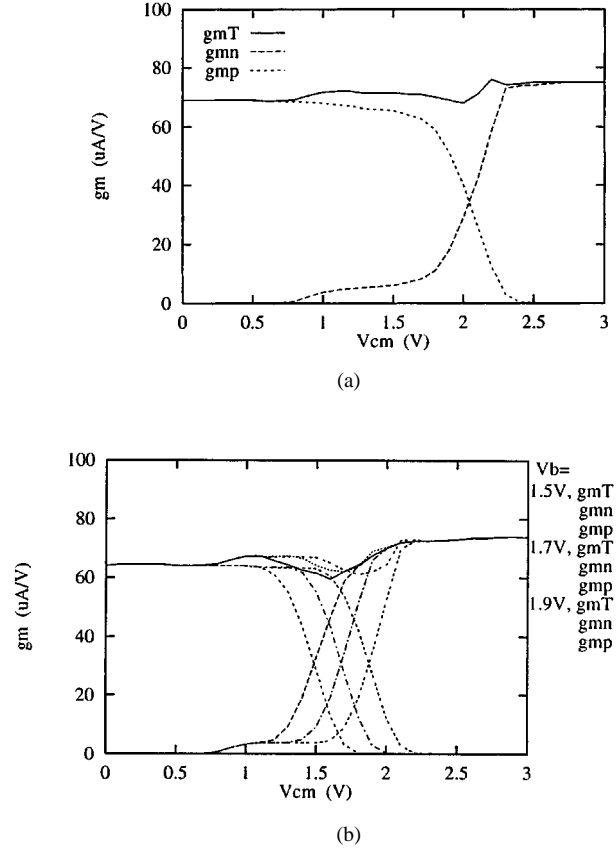 100
80
60
40
20
0
gm (uA/V)
gmT
gmn
gmp
0 0.5 1 1.5 2 2.5 3
Vcm (V)
(a)
100
80
60
40
20
0
gm (uA/V)
0 0.5 1 1.5 2 2.5 3
Vcm (V)
Vb=
1.5V, gmT
gmn
gmp
1.7V, gmT
gmn
gmp
1.9V, gmT
gmn
gmp
(b)